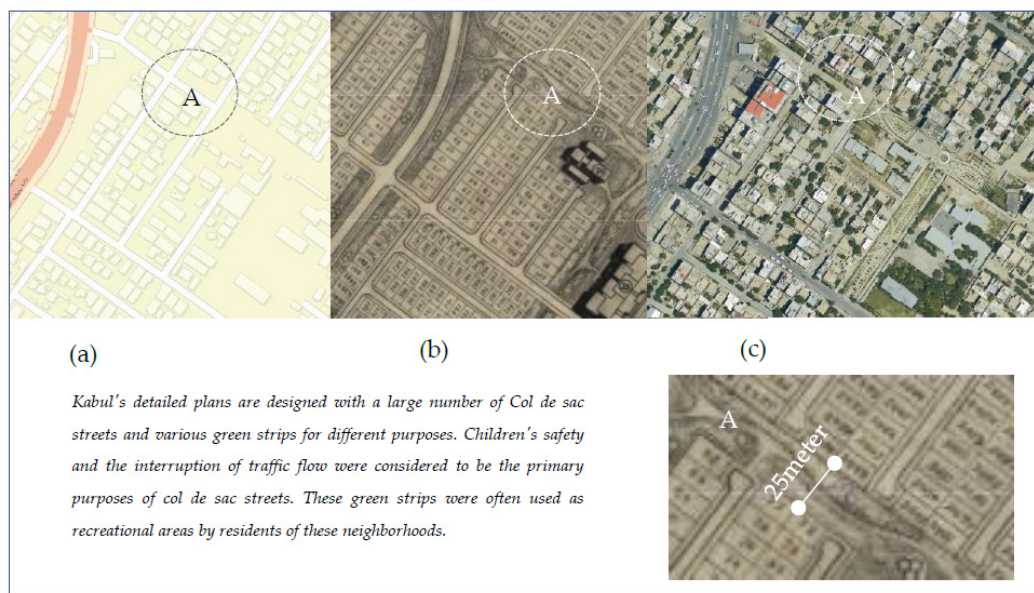 A
A
A
(a)
(b)
(c)
Kabul's detailed plans are designed with a large number of Col de sac
streets and various green strips for different purposes. Children's safety
and the interruption of traffic flow were considered to be the primary
purposes of col de sac streets. These green strips were often used as
recreational areas by residents of these neighborhoods.
A
25meter